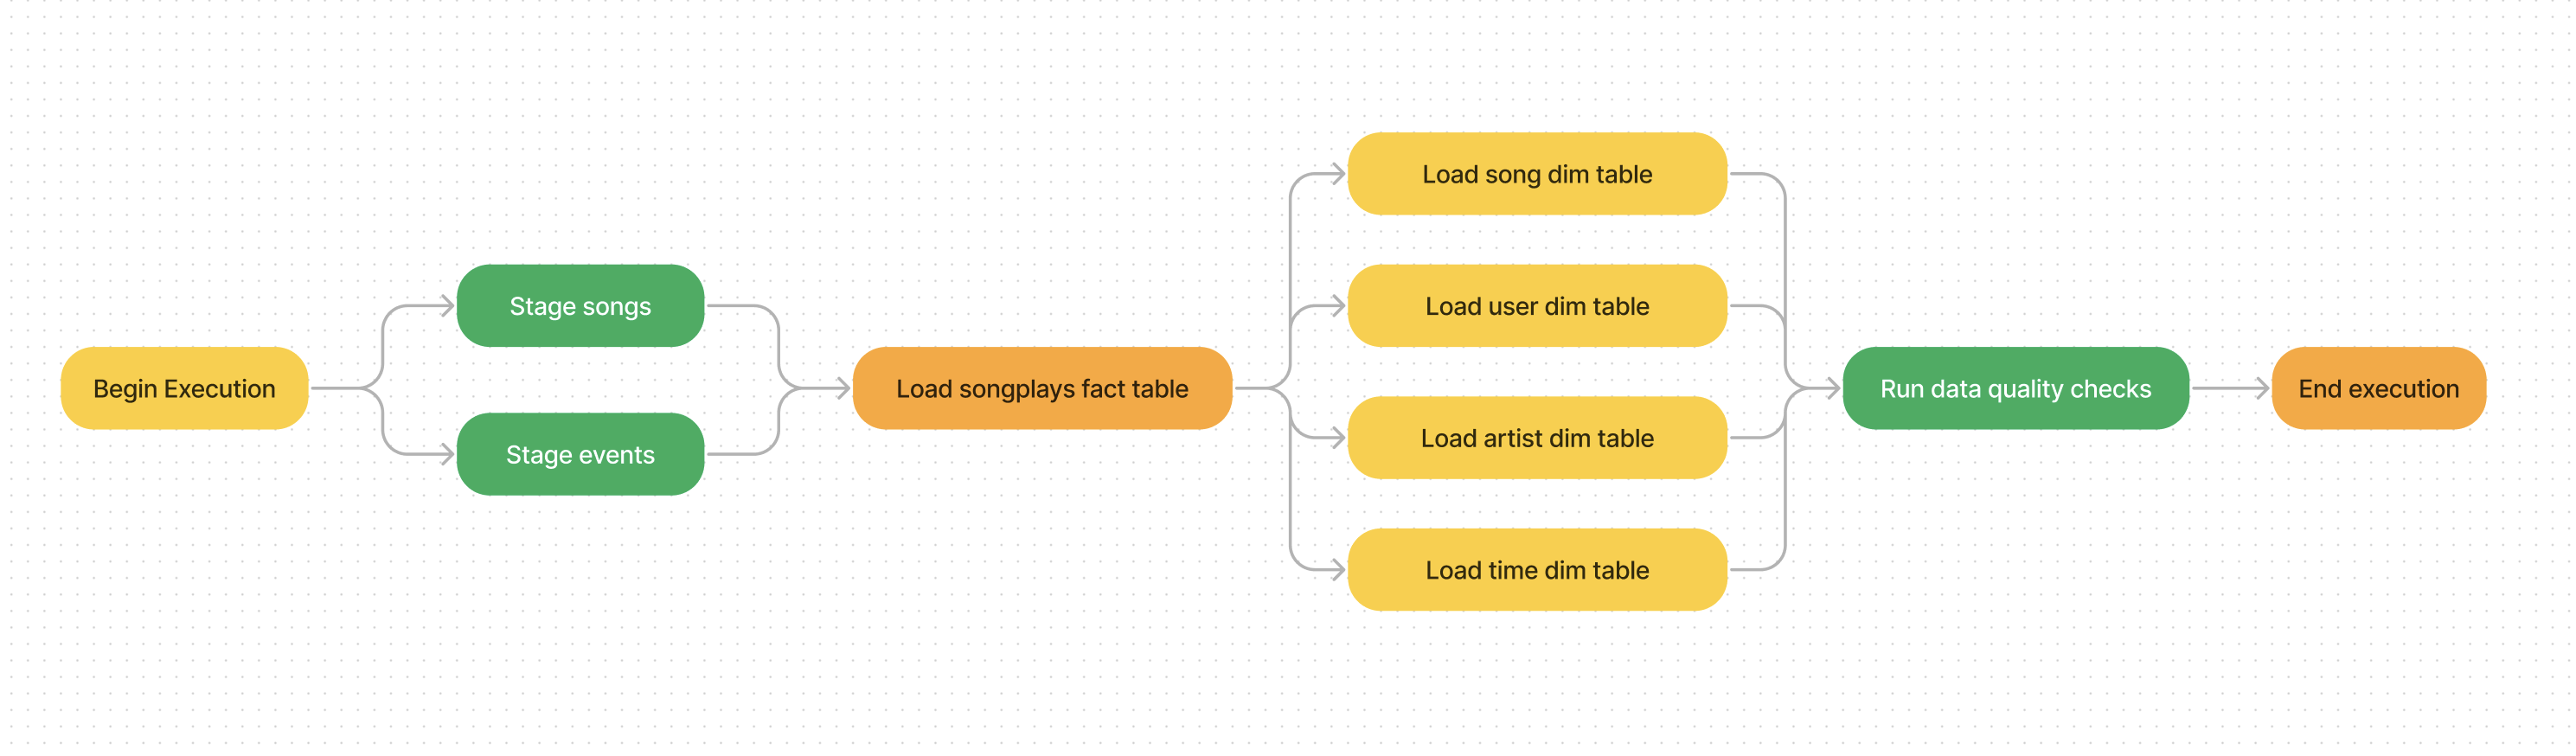 Begin Execution
Stage songs
Stage events
Load songplays fact table
Load song dim table
Load user dim table
Load artist dim table
Load time dim table
Run data quality checks
End execution